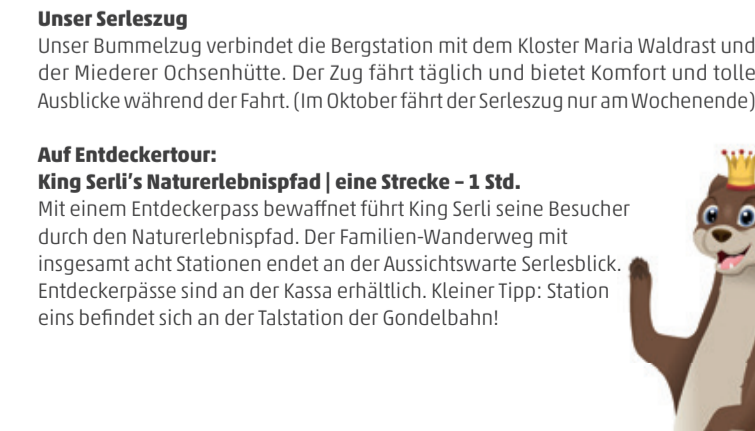 Unser Serleszug
Unser Bummelzug verbindet die Bergstation mit dem Kloster Maria Waldrast und
der Miederer Ochsenhütte. Der Zug fährt täglich und bietet Komfort und tolle
Ausblicke während der Fahrt. (Im Oktober fährt der Serleszug nur am Wochenende)
Auf Entdeckertour:
King Serli’s Naturerlebnispfad | eine Strecke – 1 Std.
Mit einem Entdeckerpass bewaffnet führt King Serli seine Besucher
durch den Naturerlebnispfad. Der Familien-Wanderweg mit
insgesamt acht Stationen endet an der Aussichtswarte Serlesblick.
Entdeckerpässe sind an der Kassa erhältlich. Kleiner Tipp: Station
eins befindet sich an der Talstation der Gondelbahn!